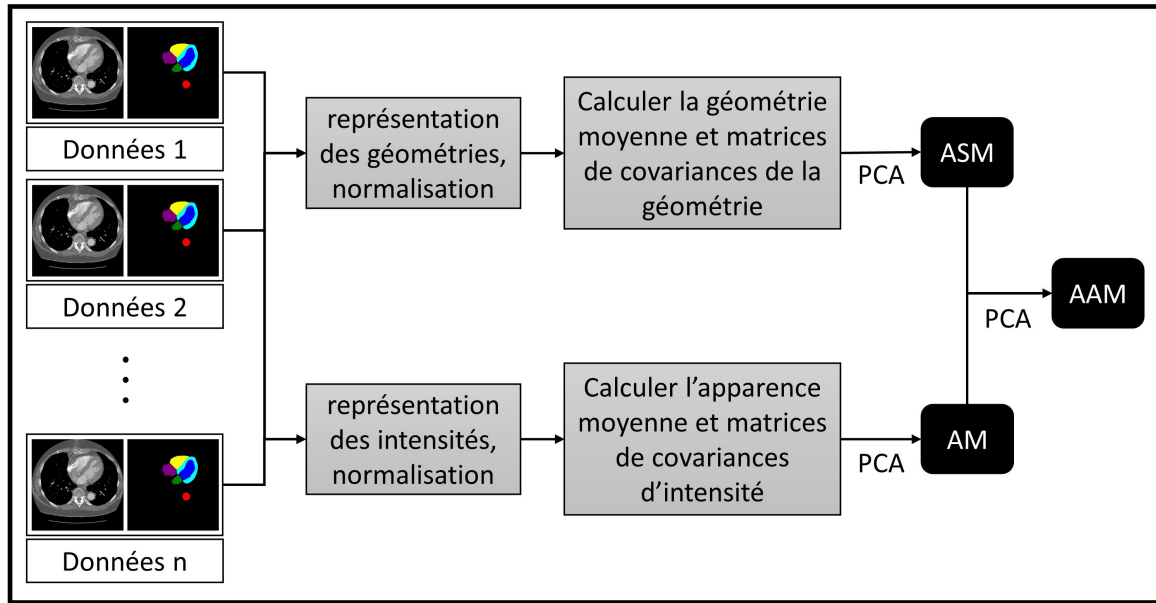 Données 1
Données 2
Données n
représentation
des géométries,
normalisation
Calculer la géométrie
moyenne et matrices
de covariances de la
géométrie
PCA
ASM
représentation
des intensités,
normalisation
Calculer l'apparence
moyenne et matrices
de covariances
d'intensité
PCA
AM
PCA
AAM